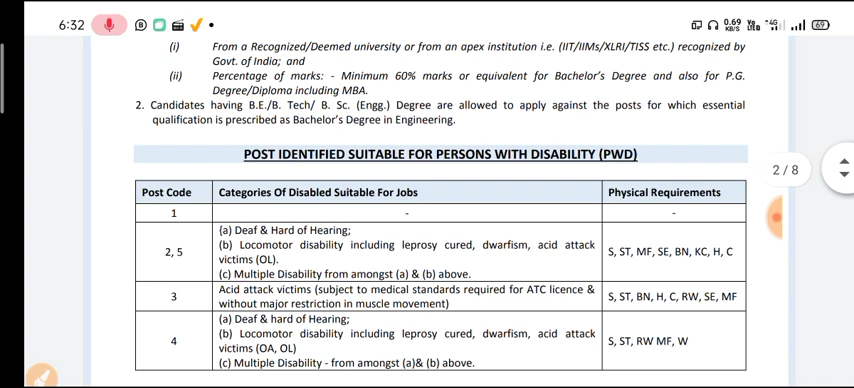 6:32
0.69 KB/S
Vo LTE
4G
69
(i) From a Recognized/Deemed university or from an apex institution i.e. (IIT/IIMs/XLRI/TISS etc.) recognized by
Govt. of India; and
(ii) Percentage of marks: - Minimum 60% marks or equivalent for Bachelor's Degree and also for P.G.
Degree/Diploma including MBA.
2. Candidates having B.E./B. Tech/ B. Sc. (Engg.) Degree are allowed to apply against the posts for which essential
qualification is prescribed as Bachelor's Degree in Engineering.
POST IDENTIFIED SUITABLE FOR PERSONS WITH DISABILITY (PWD)
2 / 8
Post Code Categories Of Disabled Suitable For Jobs Physical Requirements
1 - -
{a) Deaf & Hard of Hearing;
(b) Locomotor disability including leprosy cured, dwarfism, acid attack
victims (OL).
(c) Multiple Disability from amongst (a) & (b) above.
2, 5
S, ST, MF, SE, BN, KC, H, C
Acid attack victims (subject to medical standards required for ATC licence &
without major restriction in muscle movement)
3
S, ST, BN, H, C, RW, SE, MF
(a) Deaf & hard of Hearing;
(b) Locomotor disability including leprosy cured, dwarfism, acid attack
victims (OA, OL)
(c) Multiple Disability - from amongst (a)& (b) above.
4
S, ST, RW MF, W